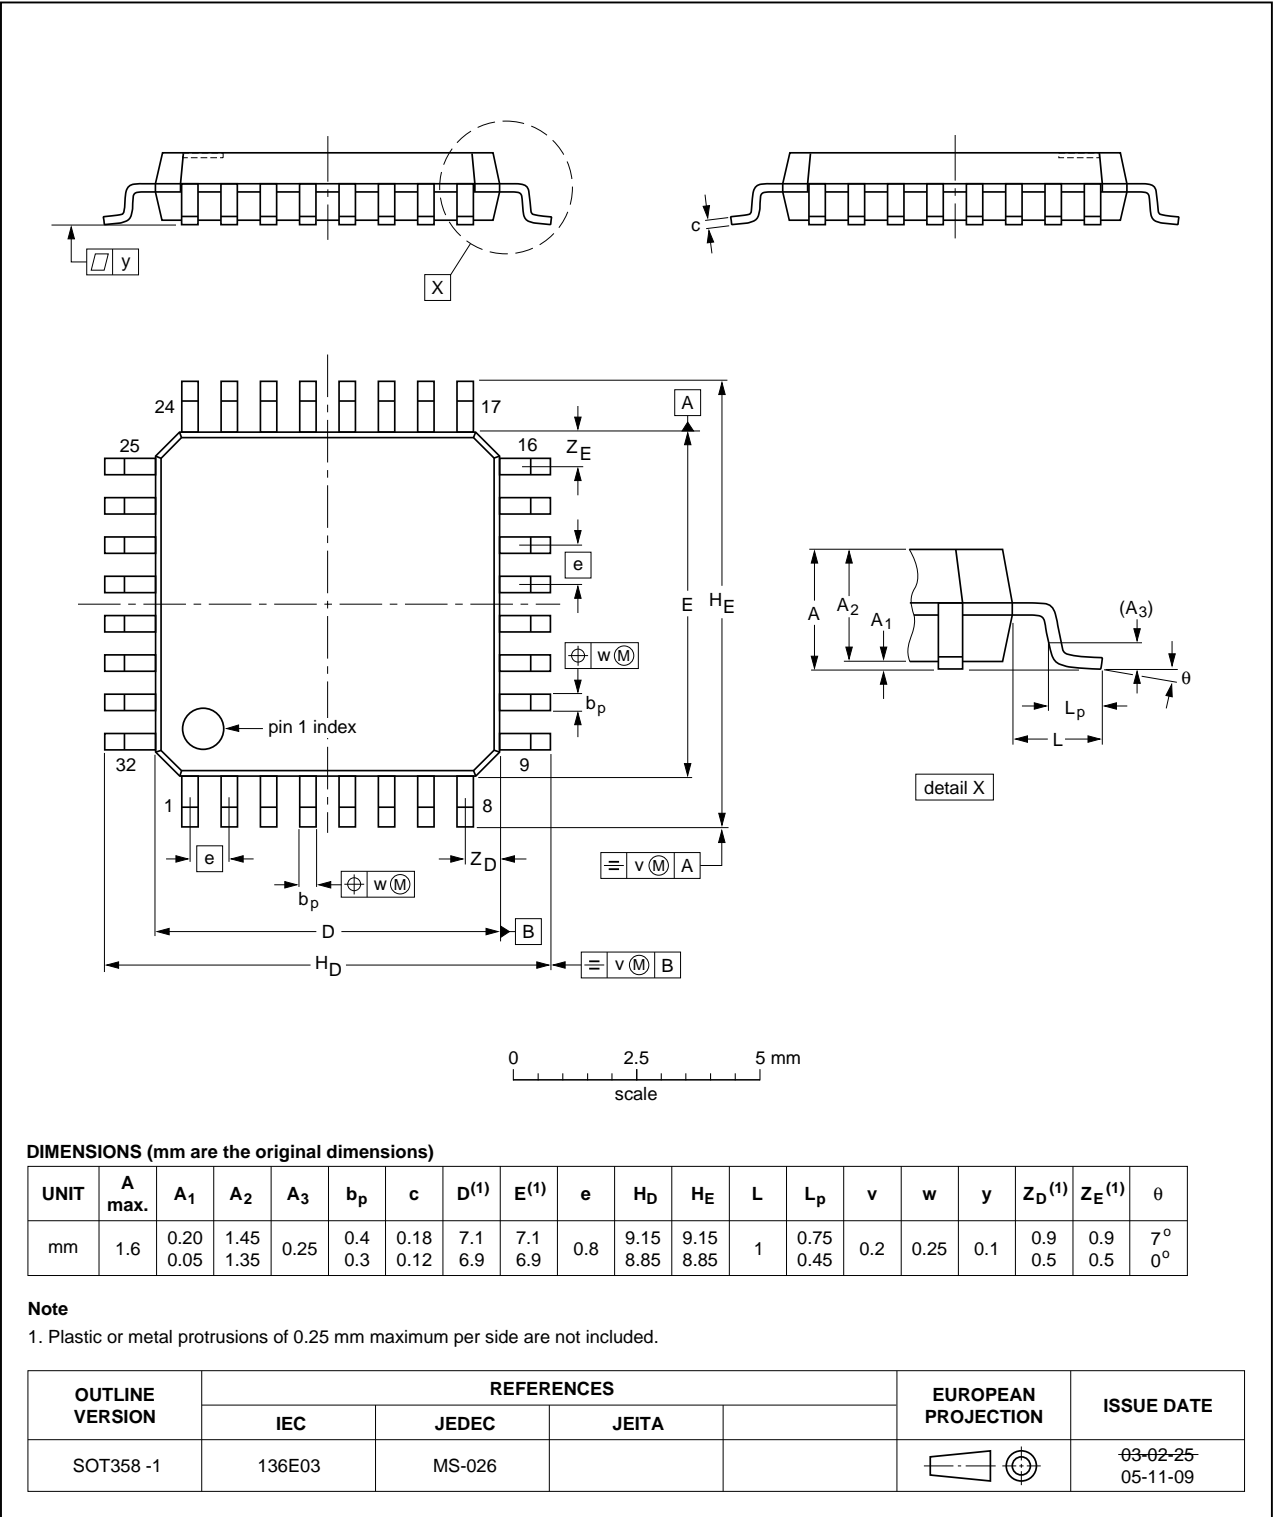 c
y
X
24
17
A
25
16
Z_E
e
E
H_E
w Ⓜ
b_p
pin 1 index
32
9
1
8
e
Z_D
v Ⓜ A
w Ⓜ
b_p
D
B
H_D
v Ⓜ B
A
A_2
A_1
(A_3)
θ
L_p
L
detail X
0 2.5 5 mm
scale
DIMENSIONS (mm are the original dimensions)
UNIT A max. A_1 A_2 A_3 b_p c D(1) E(1) e H_D H_E L L_p v w y Z_D(1) Z_E(1) θ
mm 1.6 0.20 0.05 1.45 1.35 0.25 0.4 0.3 0.18 0.12 7.1 6.9 7.1 6.9 0.8 9.15 8.85 9.15 8.85 1 0.75 0.45 0.2 0.25 0.1 0.9 0.5 0.9 0.5 7° 0°
Note
1. Plastic or metal protrusions of 0.25 mm maximum per side are not included.
OUTLINE VERSION
REFERENCES
EUROPEAN PROJECTION
ISSUE DATE
IEC JEDEC JEITA
SOT358 -1 136E03 MS-026
03-02-25
05-11-09